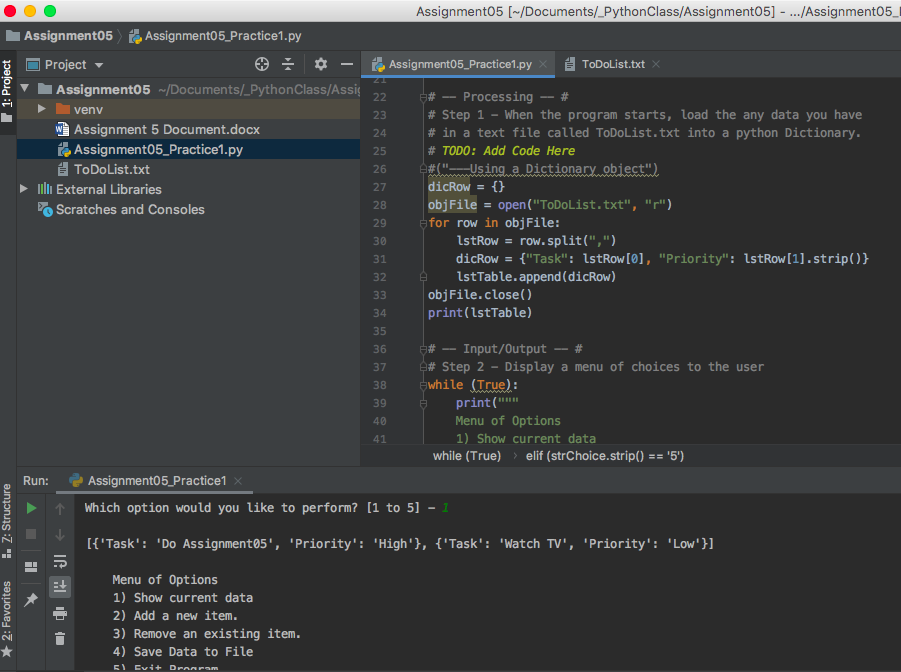 Assignment05 [~/Documents/_PythonClass/Assignment05] - .../Assignment05_
Assignment05 Assignment05_Practice1.py
1: Project
Project
Assignment05_Practice1.py
ToDoList.txt
Assignment05 ~/Documents/_PythonClass/Assig
venv
Assignment 5 Document.docx
Assignment05_Practice1.py
ToDoList.txt
External Libraries
Scratches and Consoles
21
22 # -- Processing -- #
23 # Step 1 - When the program starts, load the any data you have
24 # in a text file called ToDoList.txt into a python Dictionary.
25 # TODO: Add Code Here
26 #("---Using a Dictionary object")
27 dicRow = {}
28 objFile = open("ToDoList.txt", "r")
29 for row in objFile:
30 lstRow = row.split(",")
31 dicRow = {"Task": lstRow[0], "Priority": lstRow[1].strip()}
32 lstTable.append(dicRow)
33 objFile.close()
34 print(lstTable)
35
36 # -- Input/Output -- #
37 # Step 2 - Display a menu of choices to the user
38 while (True):
39 print("""
40 Menu of Options
41 1) Show current data
while (True) › elif (strChoice.strip() == '5')
Run: Assignment05_Practice1
Which option would you like to perform? [1 to 5] - 1
[{'Task': 'Do Assignment05', 'Priority': 'High'}, {'Task': 'Watch TV', 'Priority': 'Low'}]
Menu of Options
1) Show current data
2) Add a new item.
3) Remove an existing item.
4) Save Data to File
5) Exit Program
Z: Structure
2: Favorites